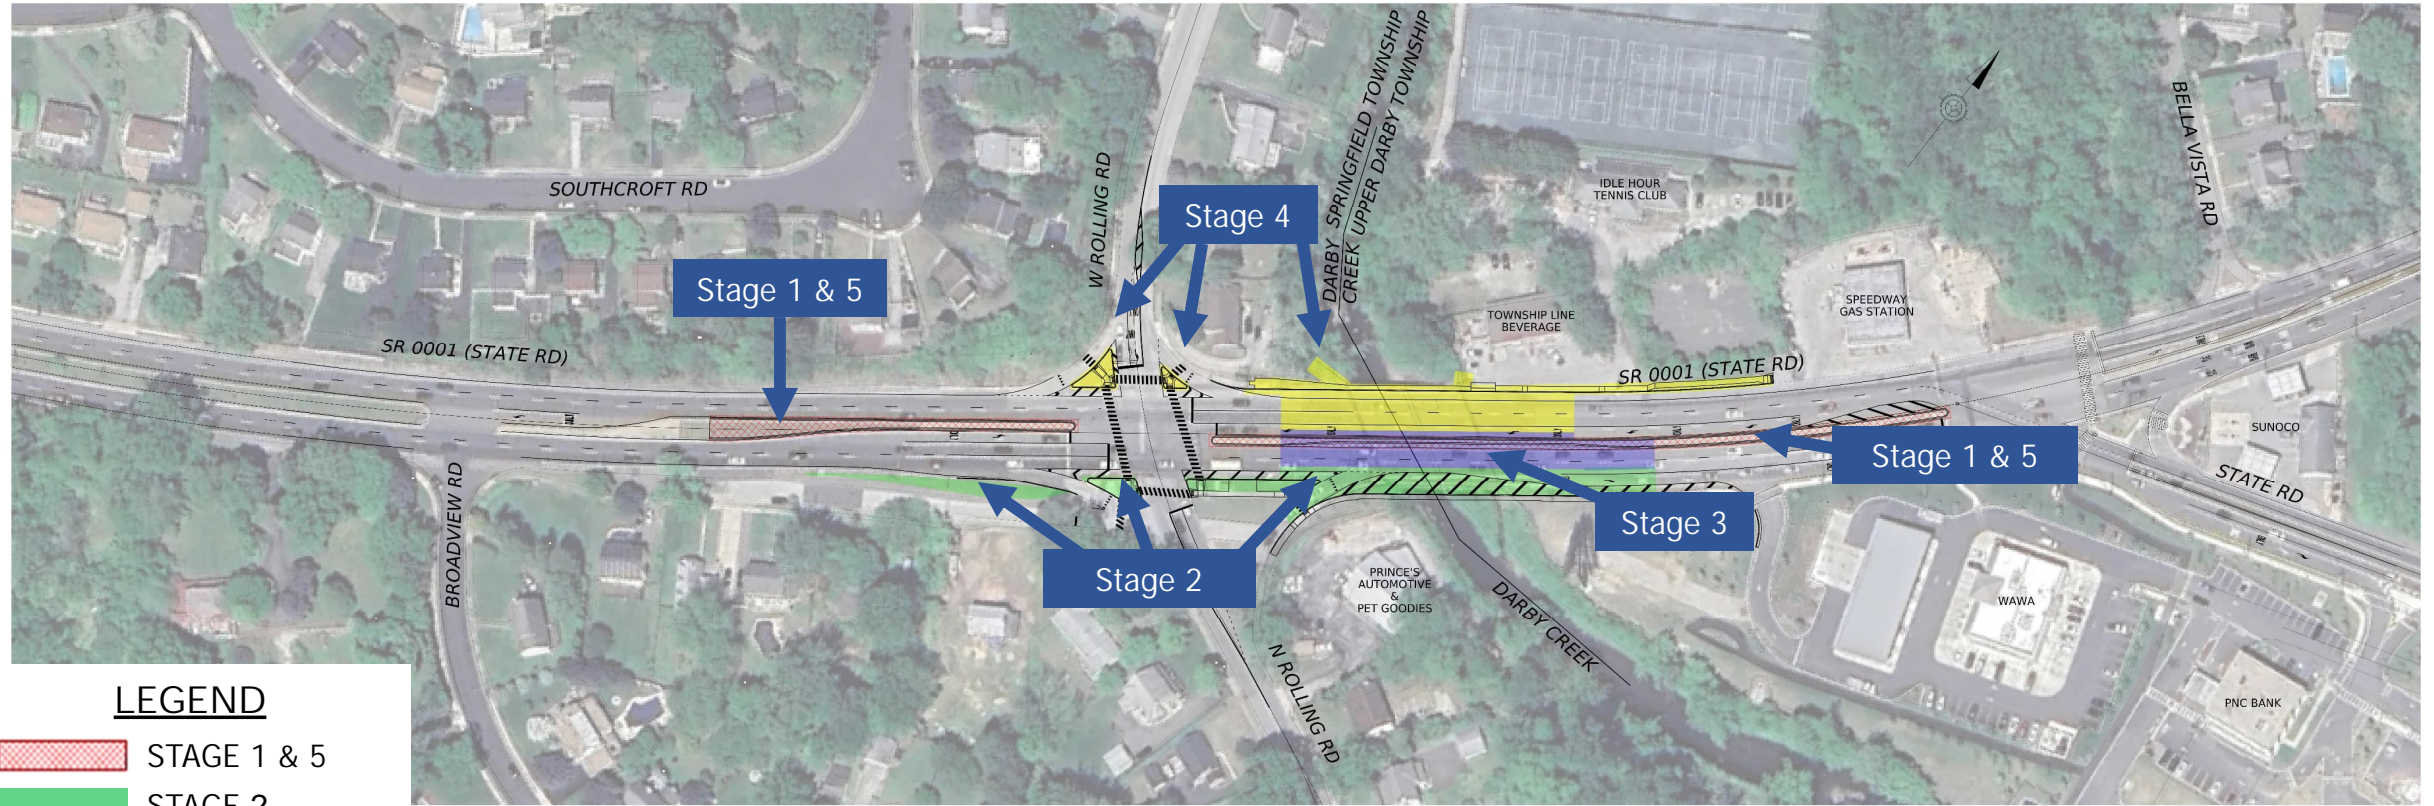 SOUTHCROFT RD
W ROLLING RD
DARBY SPRINGFIELD TOWNSHIP
CREEK UPPER DARBY TOWNSHIP
IDLE HOUR
TENNIS CLUB
BELLA VISTA RD
Stage 4
Stage 1 & 5
SR 0001 (STATE RD)
TOWNSHIP LINE
BEVERAGE
SPEEDWAY
GAS STATION
SR 0001 (STATE RD)
SUNOCO
Stage 1 & 5
STATE RD
BROADVIEW RD
Stage 3
Stage 2
PRINCE'S
AUTOMOTIVE
&
PET GOODIES
DARBY CREEK
WAWA
N ROLLING RD
PNC BANK
LEGEND
STAGE 1 & 5
STAGE 2